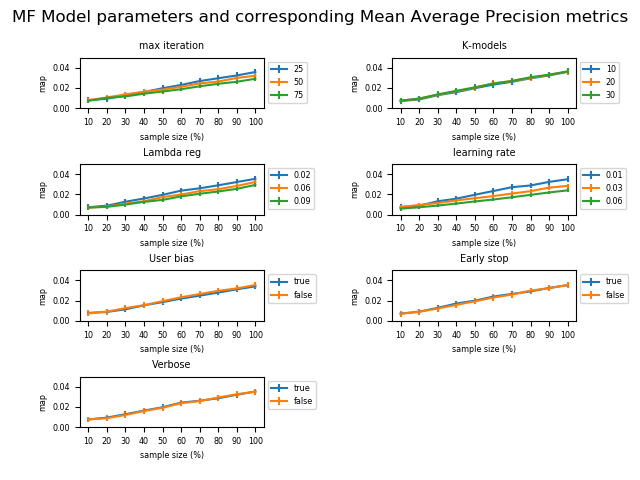 MF Model parameters and corresponding Mean Average Precision metrics
max iteration
map
0.04
0.02
0.00
10 20 30 40 50 60 70 80 90 100
sample size (%)
25
50
75
K-models
map
0.04
0.02
0.00
10 20 30 40 50 60 70 80 90 100
sample size (%)
10
20
30
Lambda reg
map
0.04
0.02
0.00
10 20 30 40 50 60 70 80 90 100
sample size (%)
0.02
0.06
0.09
learning rate
map
0.04
0.02
0.00
10 20 30 40 50 60 70 80 90 100
sample size (%)
0.01
0.03
0.06
User bias
map
0.04
0.02
0.00
10 20 30 40 50 60 70 80 90 100
sample size (%)
true
false
Early stop
map
0.04
0.02
0.00
10 20 30 40 50 60 70 80 90 100
sample size (%)
true
false
Verbose
map
0.04
0.02
0.00
10 20 30 40 50 60 70 80 90 100
sample size (%)
true
false